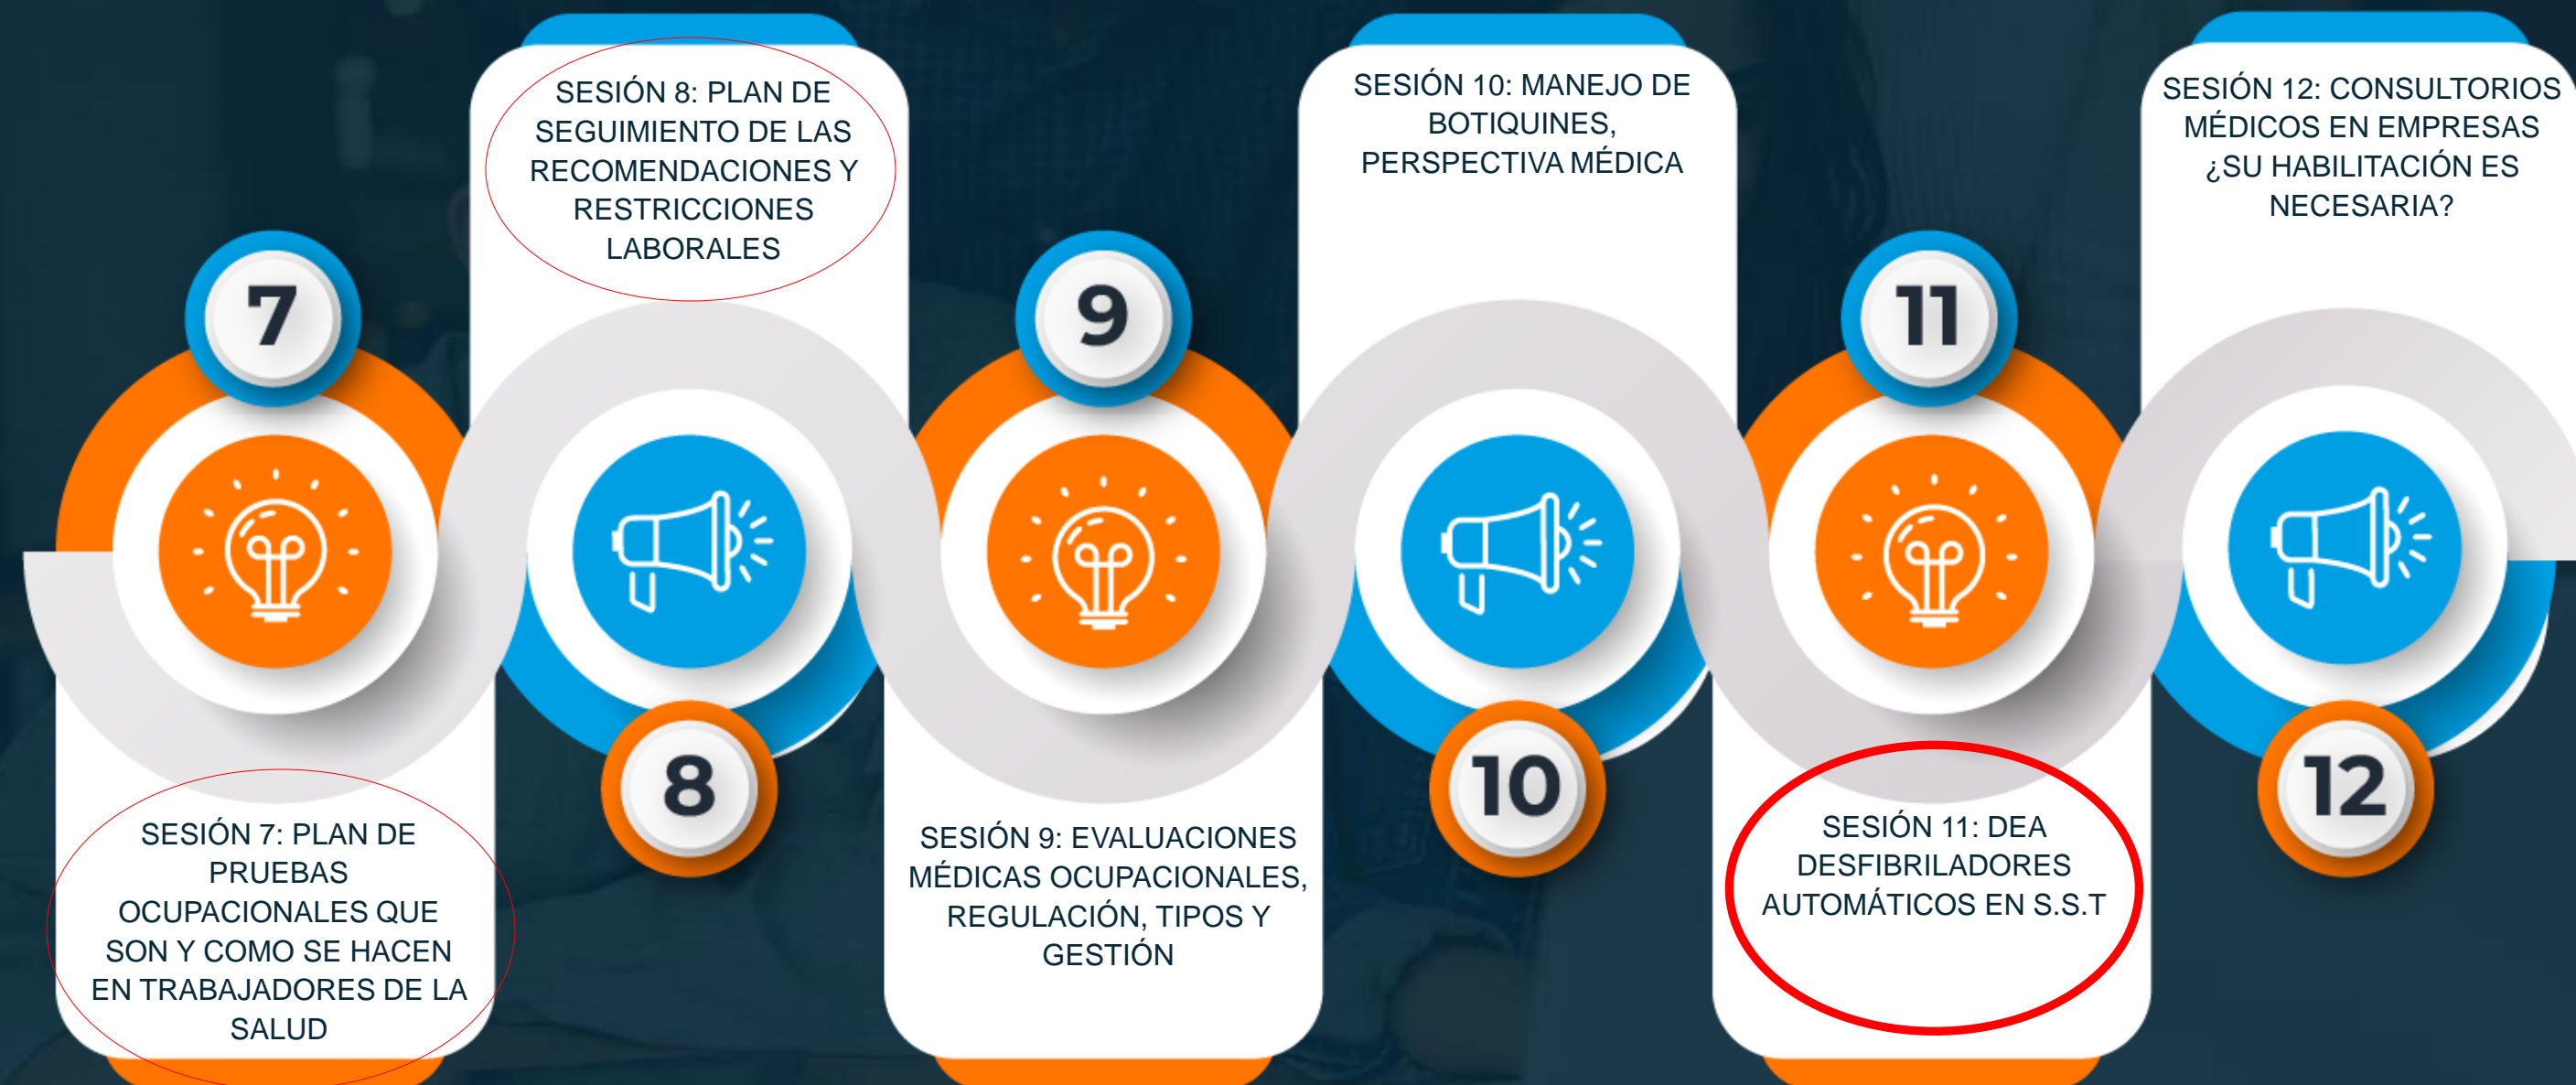 7
SESIÓN 7: PLAN DE
PRUEBAS
OCUPACIONALES QUE
SON Y COMO SE HACEN
EN TRABAJADORES DE LA
SALUD
SESIÓN 8: PLAN DE
SEGUIMIENTO DE LAS
RECOMENDACIONES Y
RESTRICCIONES
LABORALES
8
9
SESIÓN 9: EVALUACIONES
MÉDICAS OCUPACIONALES,
REGULACIÓN, TIPOS Y
GESTIÓN
SESIÓN 10: MANEJO DE
BOTIQUINES,
PERSPECTIVA MÉDICA
10
11
SESIÓN 11: DEA
DESFIBRILADORES
AUTOMÁTICOS EN S.S.T
SESIÓN 12: CONSULTORIOS
MÉDICOS EN EMPRESAS
¿SU HABILITACIÓN ES
NECESARIA?
12